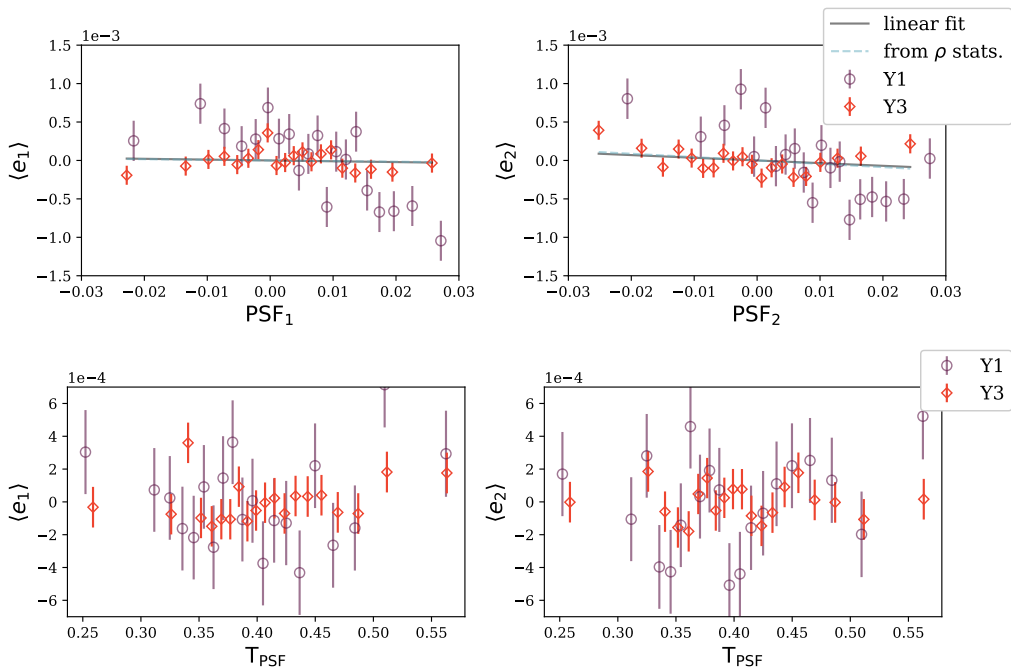 1e−3
1.5
1.0
0.5
0.0
−0.5
−1.0
−1.5
⟨e₁⟩
−0.03 −0.02 −0.01 0.00 0.01 0.02 0.03
PSF₁
1e−3
1.5
1.0
0.5
0.0
−0.5
−1.0
−1.5
⟨e₂⟩
−0.03 −0.02 −0.01 0.00 0.01 0.02 0.03
PSF₂
linear fit
from ρ stats.
Y1
Y3
1e−4
6
4
2
0
−2
−4
−6
⟨e₁⟩
0.25 0.30 0.35 0.40 0.45 0.50 0.55
T_PSF
1e−4
6
4
2
0
−2
−4
−6
⟨e₂⟩
0.25 0.30 0.35 0.40 0.45 0.50 0.55
T_PSF
Y1
Y3